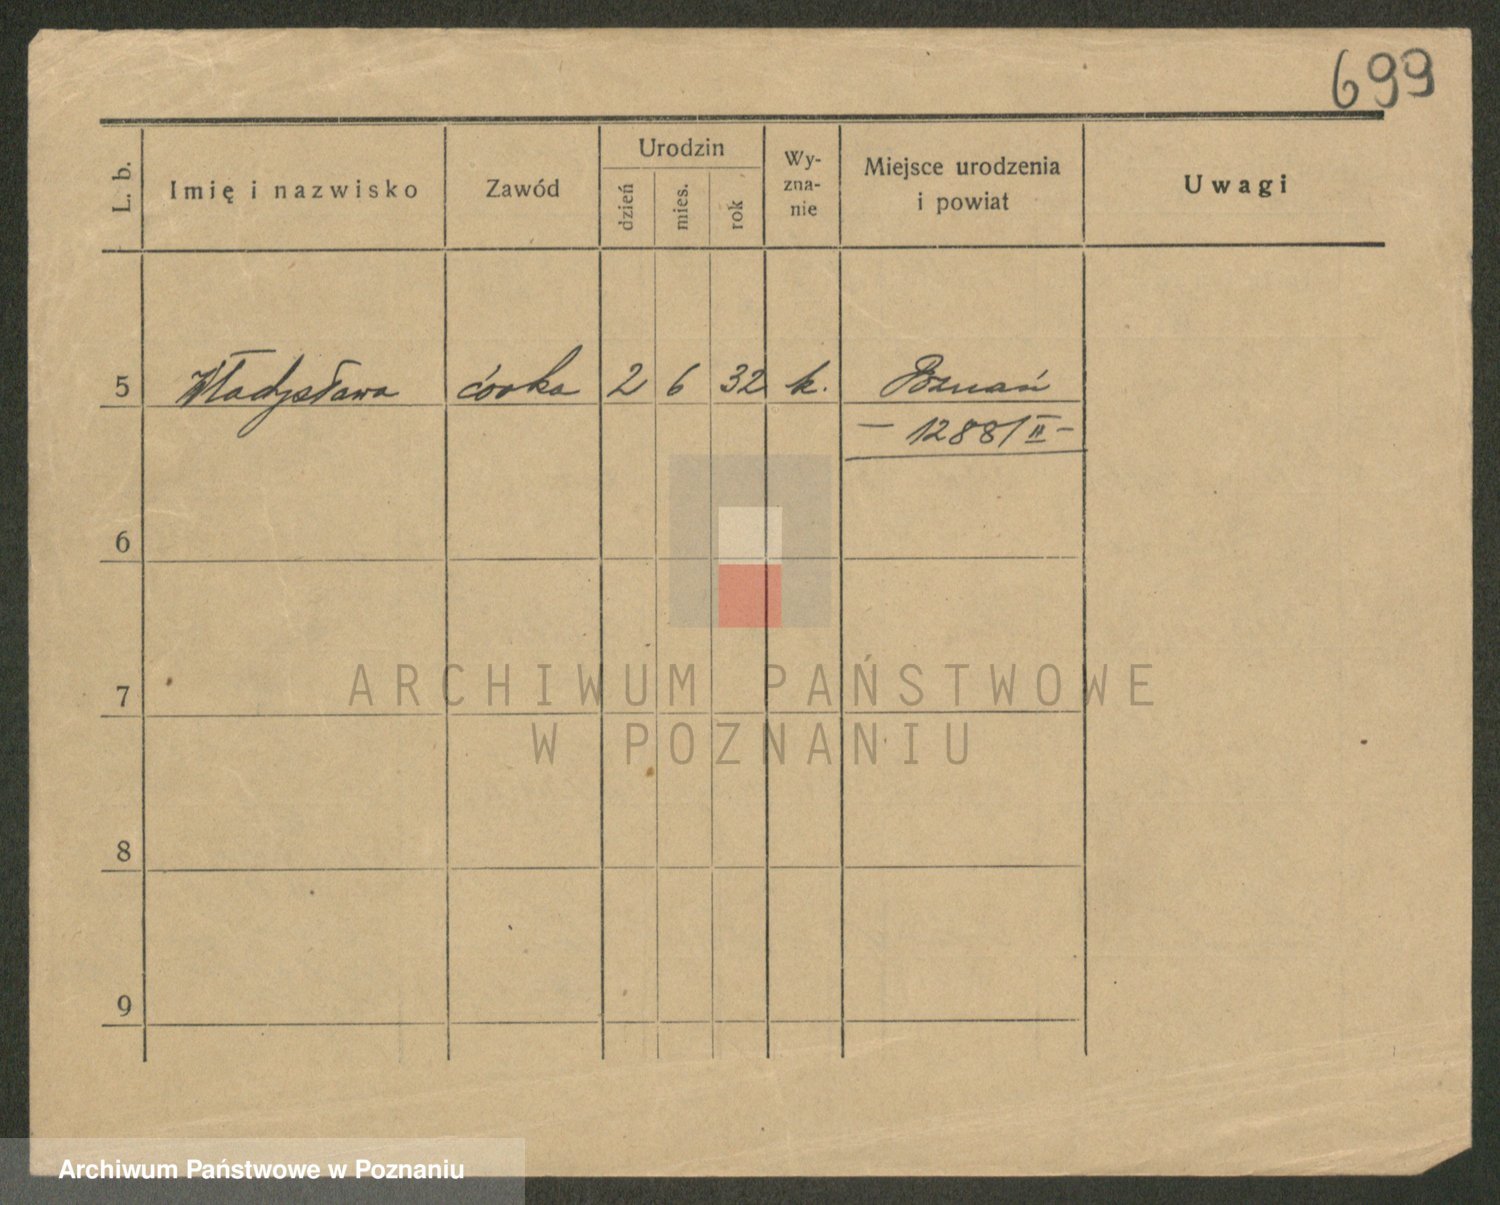 699
L. b. Imię i nazwisko Zawód Urodzin Wy-zna-nie Miejsce urodzenia i powiat Uwagi
dzień mies. rok
5 Władysława córka 2 6 32 k. Poznań
— 1288/II —
6
7
8
9
ARCHIWUM PAŃSTWOWE
W POZNANIU
Archiwum Państwowe w Poznaniu